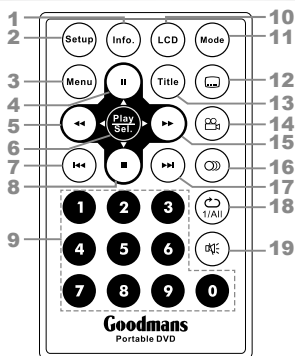 1 10
2 Setup Info. LCD Mode 11
3 Menu Title 12
4 13
5 Play 14
6 Sel. 15
7 16
8 17
1 2 3 1/All 18
9 4 5 6 19
7 8 9 0
Goodmans
Portable DVD